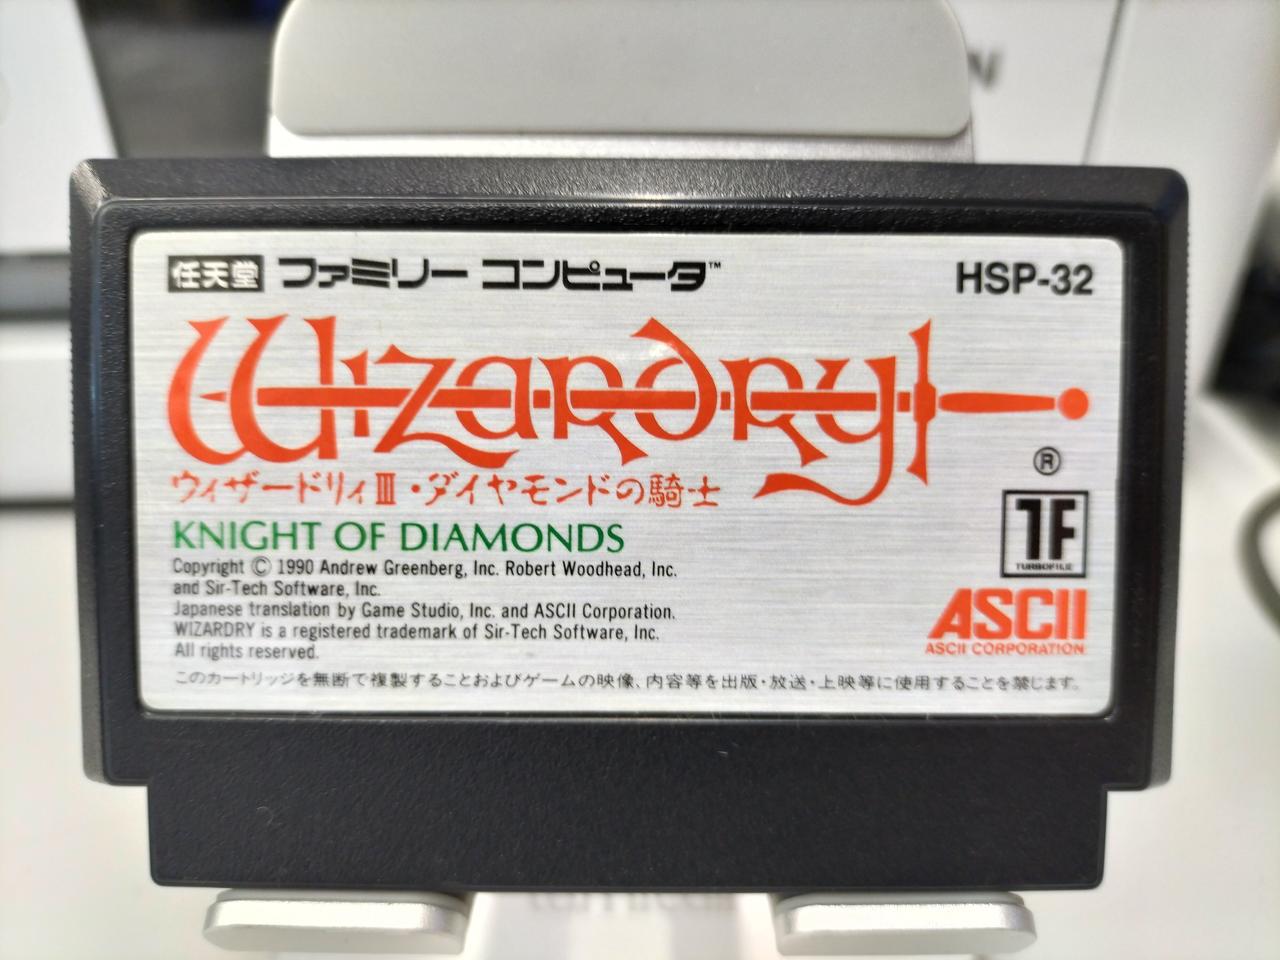 任天堂 ファミリー コンピュータ™
HSP-32
Wizardry
®
ウィザードリィⅢ・ダイヤモンドの騎士
KNIGHT OF DIAMONDS
Copyright © 1990 Andrew Greenberg, Inc. Robert Woodhead, Inc.
and Sir-Tech Software, Inc.
Japanese translation by Game Studio, Inc. and ASCII Corporation.
WIZARDRY is a registered trademark of Sir-Tech Software, Inc.
All rights reserved.
TF
TURBOFILE
ASCII
ASCII CORPORATION
このカートリッジを無断で複製することおよびゲームの映像、内容等を出版・放送・上映等に使用することを禁じます。